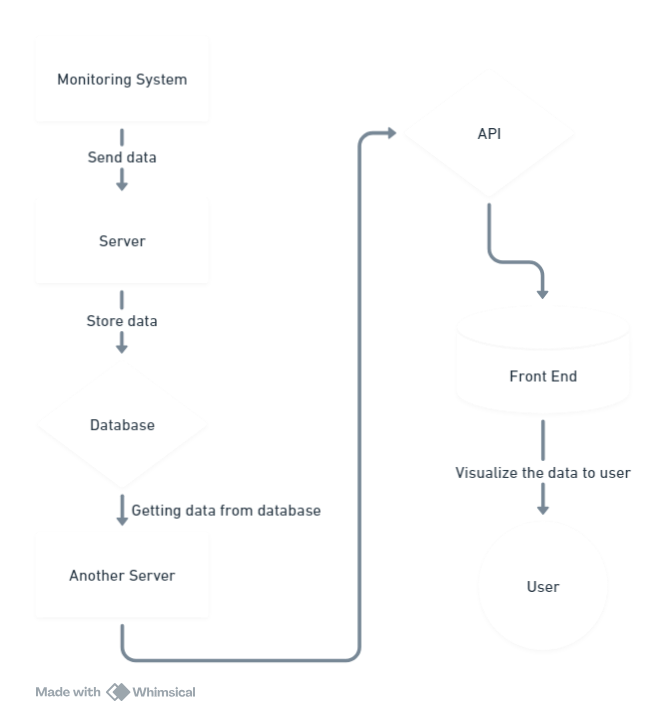 Monitoring System
Send data
Server
Store data
Database
Getting data from database
Another Server
API
Front End
Visualize the data to user
User
Made with Whimsical